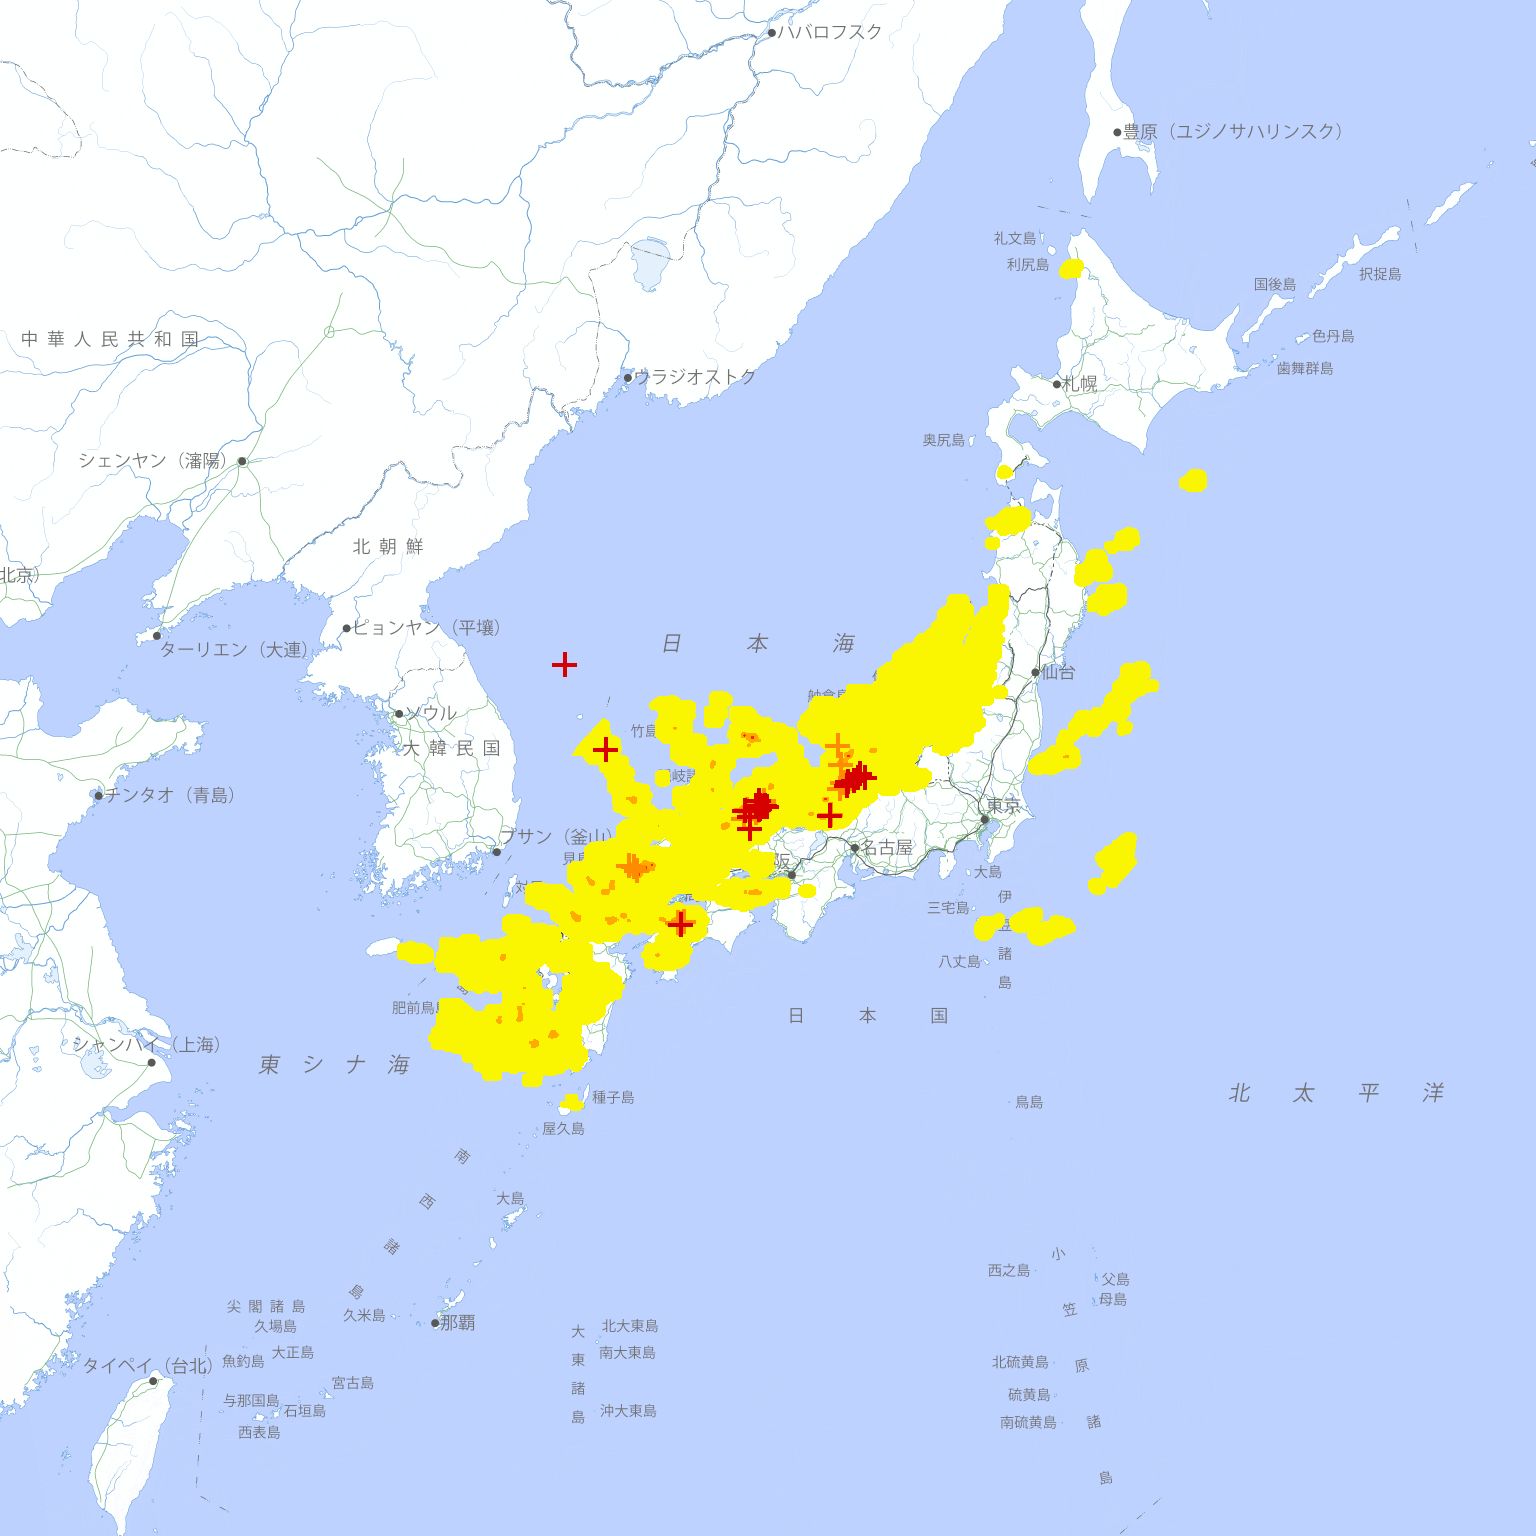 ハバロフスク
豊原（ユジノサハリンスク）
礼文島
利尻島
択捉島
国後島
中華人民共和国
色丹島
歯舞群島
ウラジオストク
札幌
奥尻島
シェンヤン（瀋陽）
北朝鮮
北京）
ピョンヤン（平壌）
ターリエン（大連）
日本海
仙台
ソウル
竹島
大韓民国
チンタオ（青島）
東京
プサン（釜山）
名古屋
阪
大島
伊
三宅島
諸
八丈島
島
肥前鳥
日本国
シャンハイ（上海）
東シナ海
北太平洋
種子島
鳥島
屋久島
南
西
諸
島
大島
小
笠
原
諸
島
西之島
父島
母島
尖閣諸島
久米島
久場島
那覇
大東諸島
北大東島
南大東島
沖大東島
大正島
魚釣島
タイペイ（台北）
北硫黄島
硫黄島
南硫黄島
宮古島
与那国島
石垣島
西表島